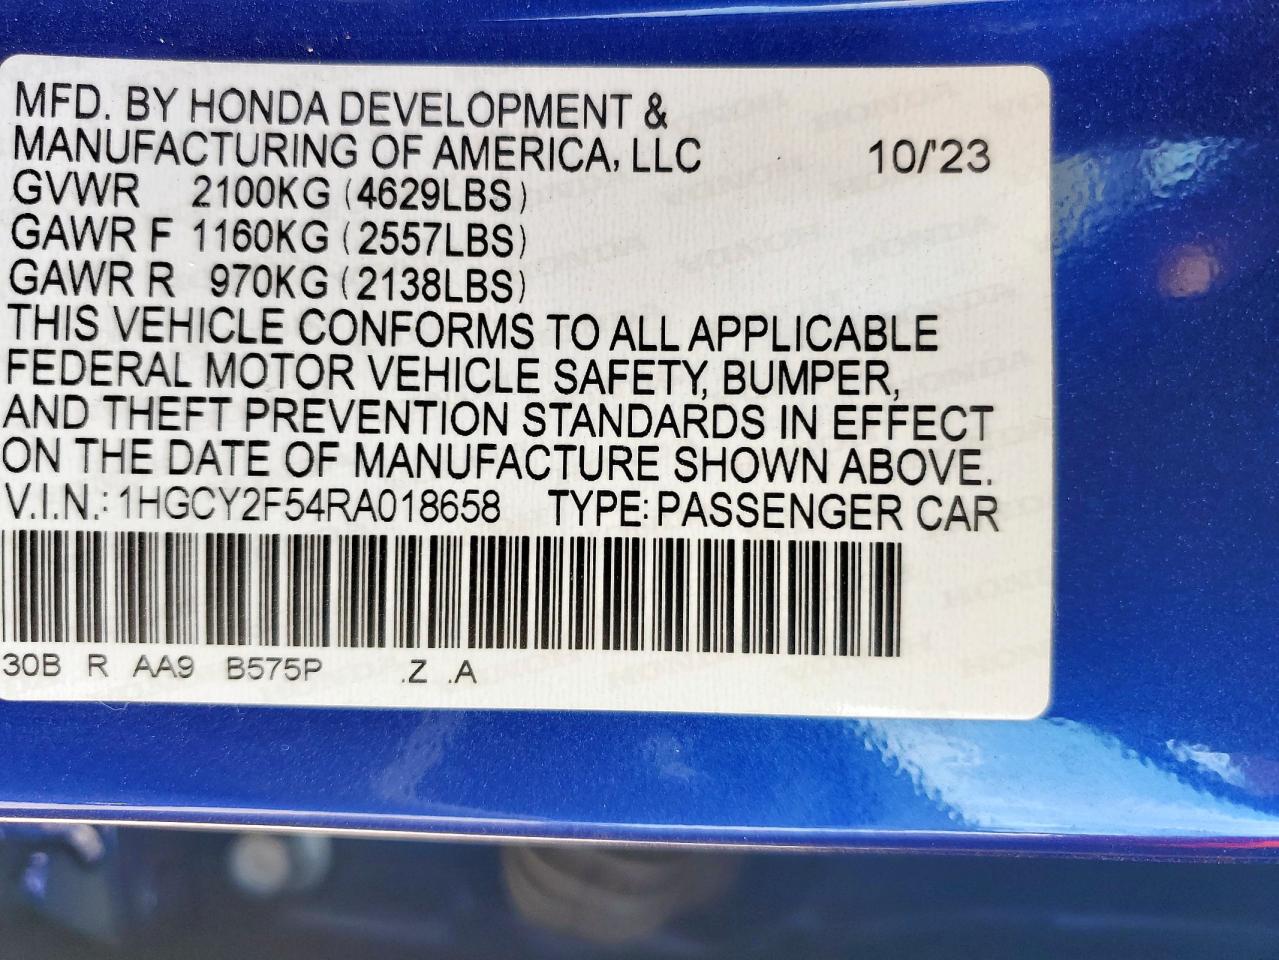 MFD. BY HONDA DEVELOPMENT &
MANUFACTURING OF AMERICA, LLC 10/'23
GVWR 2100KG (4629LBS)
GAWR F 1160KG (2557LBS)
GAWR R 970KG (2138LBS)
THIS VEHICLE CONFORMS TO ALL APPLICABLE
FEDERAL MOTOR VEHICLE SAFETY, BUMPER,
AND THEFT PREVENTION STANDARDS IN EFFECT
ON THE DATE OF MANUFACTURE SHOWN ABOVE.
V.I.N.: 1HGCY2F54RA018658 TYPE: PASSENGER CAR
30B R AA9 B575P .Z .A